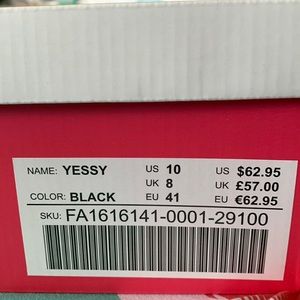 NAME: YESSY US 10 US $62.95
UK 8 UK £57.00
COLOR: BLACK EU 41 EU €62.95
SKU: FA1616141-0001-29100